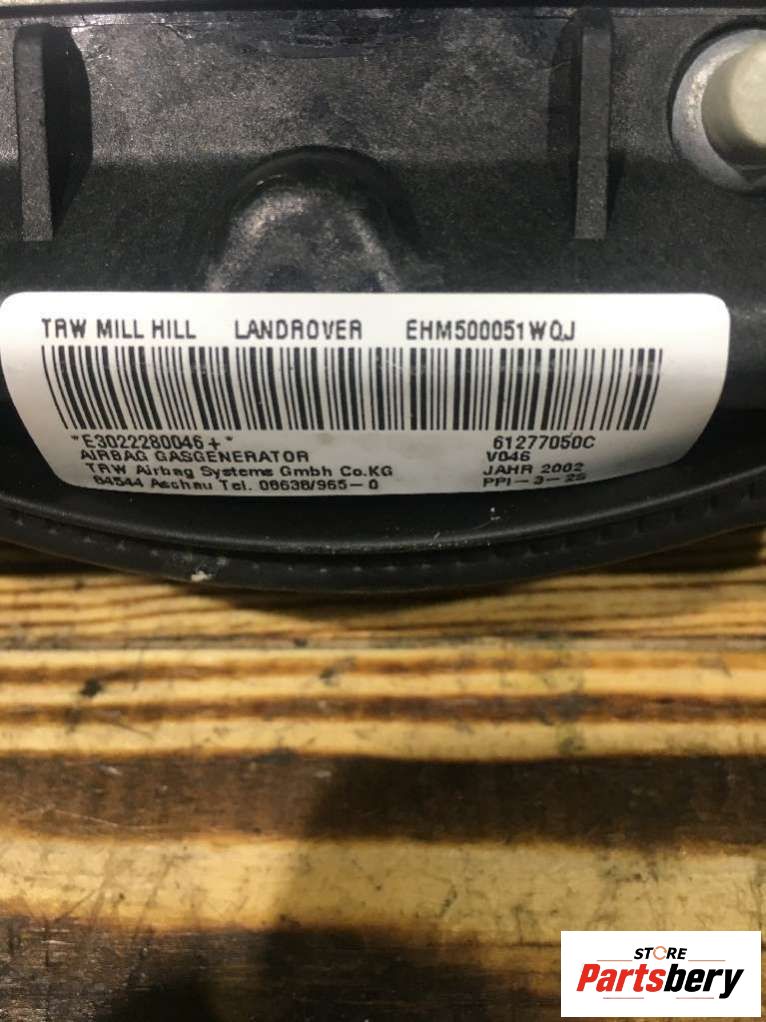 TRW MILL HILL LANDROVER EHM500051WQJ
*E3022280046+* 61277050C
AIRBAG GASGENERATOR V046
TRW Airbag Systems Gmbh Co.KG JAHR 2002
84544 Aschau Tel. 08638/965-0 PPI-3-25
STORE
Partsbery